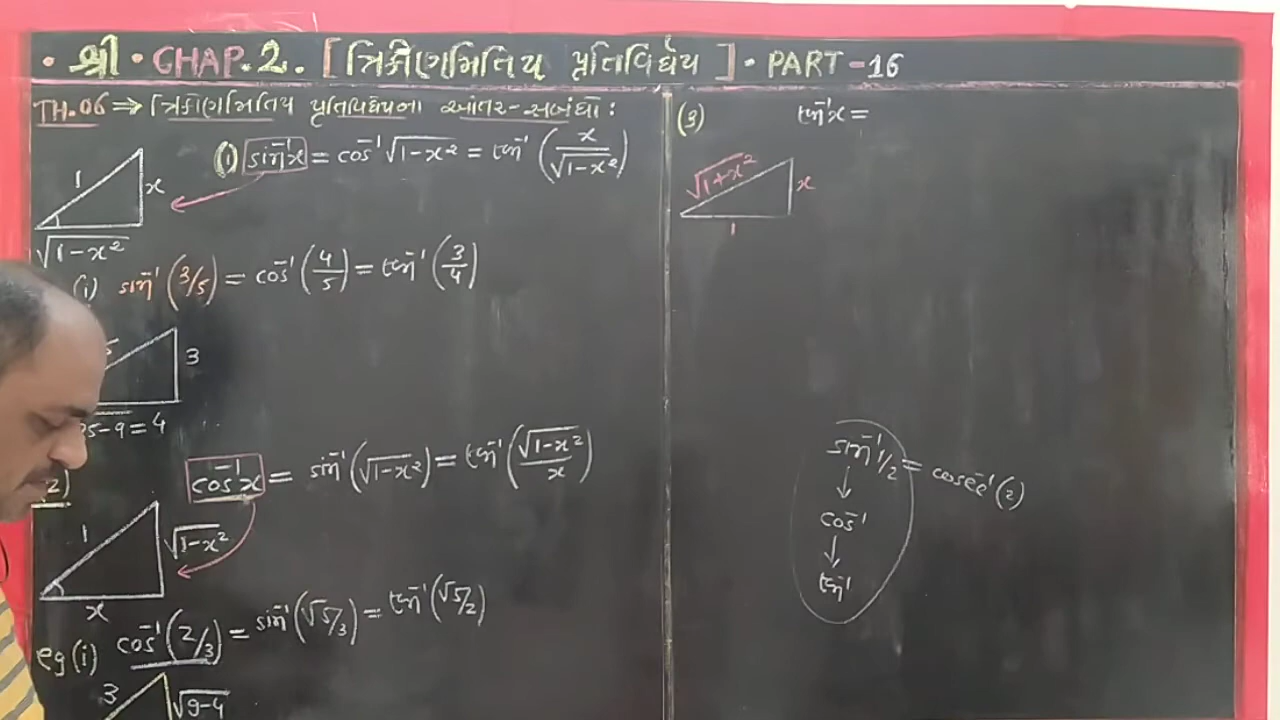 • શ્રી • CHAP.2. [ત્રિકોણમિતિય પ્રતિવિધેય] • PART-16
TH.06 ⇒ ત્રિકોણમિતિય પ્રતિવિધેયના આંતર-સબંધો:
(1) sin⁻¹x = cos⁻¹√1-x² = tan⁻¹(x/√1-x²)
1
x
√1-x²
(i) sin⁻¹(3/5) = cos⁻¹(4/5) = tan⁻¹(3/4)
3
25-9 = 4
2) cos⁻¹x = sin⁻¹(√1-x²) = tan⁻¹(√1-x²/x)
1
√1-x²
x
eg(i) cos⁻¹(2/3) = sin⁻¹(√5/3) = tan⁻¹(√5/2)
3
√9-4
(3) tan⁻¹x =
√1+x²
x
1
sin⁻¹1/2 = cosec⁻¹(2)
↓
cos⁻¹
↓
tan⁻¹